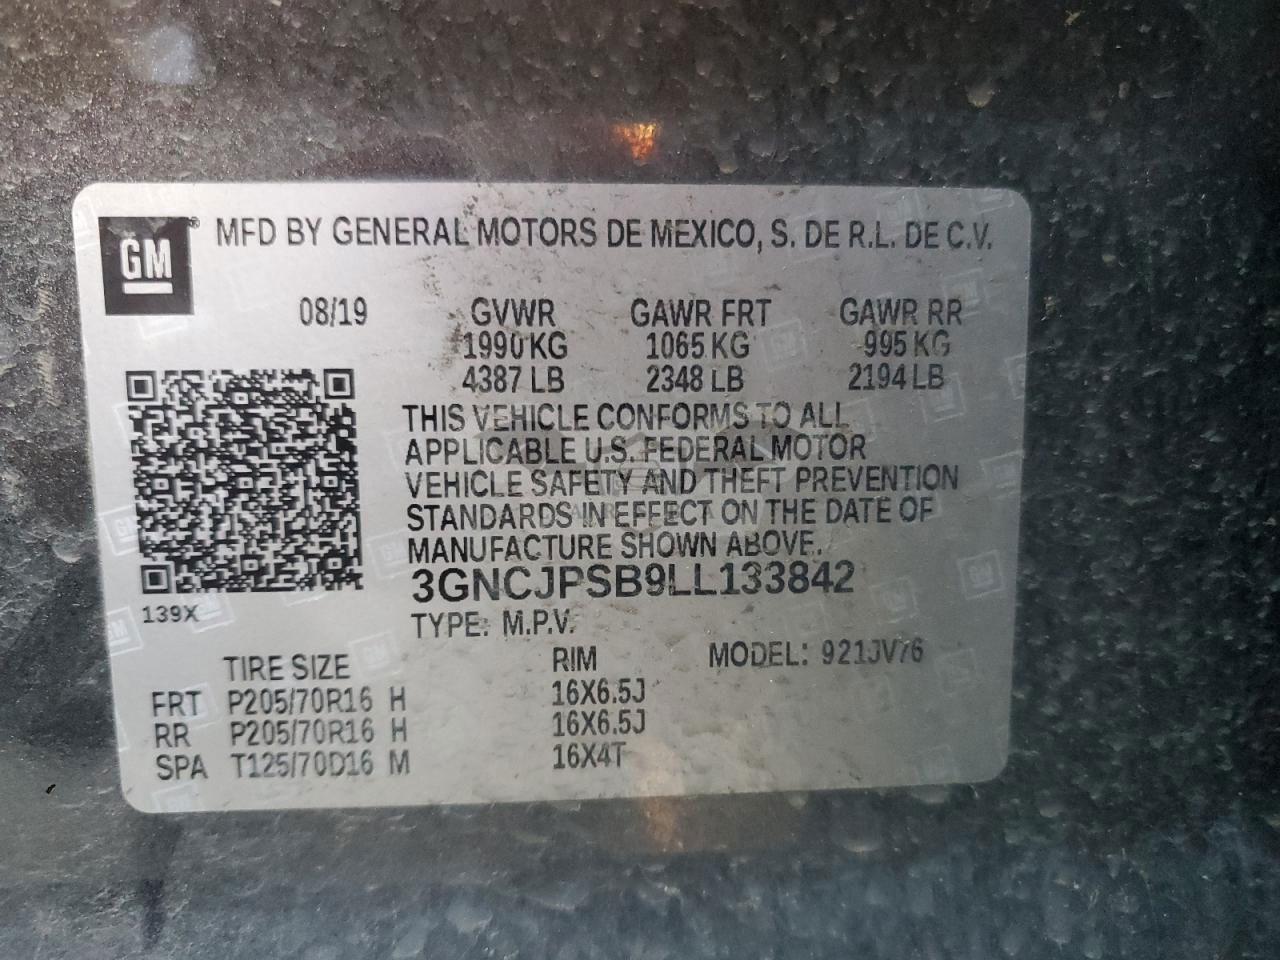 GM® MFD BY GENERAL MOTORS DE MEXICO, S. DE R.L. DE C.V.
08/19 GVWR GAWR FRT GAWR RR
1990 KG 1065 KG 995 KG
4387 LB 2348 LB 2194 LB
THIS VEHICLE CONFORMS TO ALL
APPLICABLE U.S. FEDERAL MOTOR
VEHICLE SAFETY AND THEFT PREVENTION
STANDARDS IN EFFECT ON THE DATE OF
MANUFACTURE SHOWN ABOVE.
3GNCJPSB9LL133842
139X
TYPE: M.P.V.
TIRE SIZE RIM MODEL: 921JV76
FRT P205/70R16 H 16X6.5J
RR P205/70R16 H 16X6.5J
SPA T125/70D16 M 16X4T